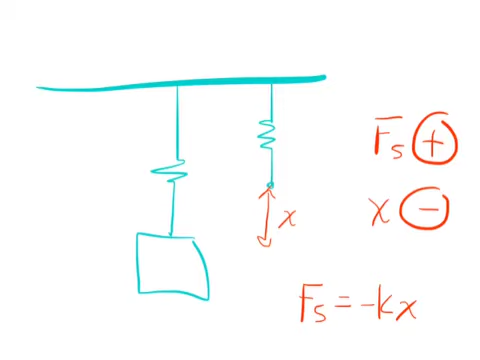 Fs +
x
x −
Fs = -kx